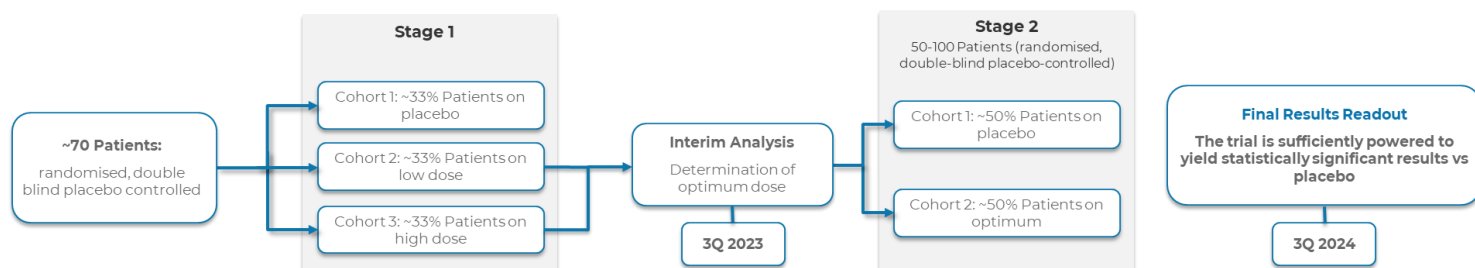 ~70 Patients:
randomised, double
blind placebo controlled
Stage 1
Cohort 1: ~33% Patients on
placebo
Cohort 2: ~33% Patients on
low dose
Cohort 3: ~33% Patients on
high dose
Interim Analysis
Determination of
optimum dose
3Q 2023
Stage 2
50-100 Patients (randomised,
double-blind placebo-controlled)
Cohort 1: ~50% Patients on
placebo
Cohort 2: ~50% Patients on
optimum
Final Results Readout
The trial is sufficiently powered to
yield statistically significant results vs
placebo
3Q 2024